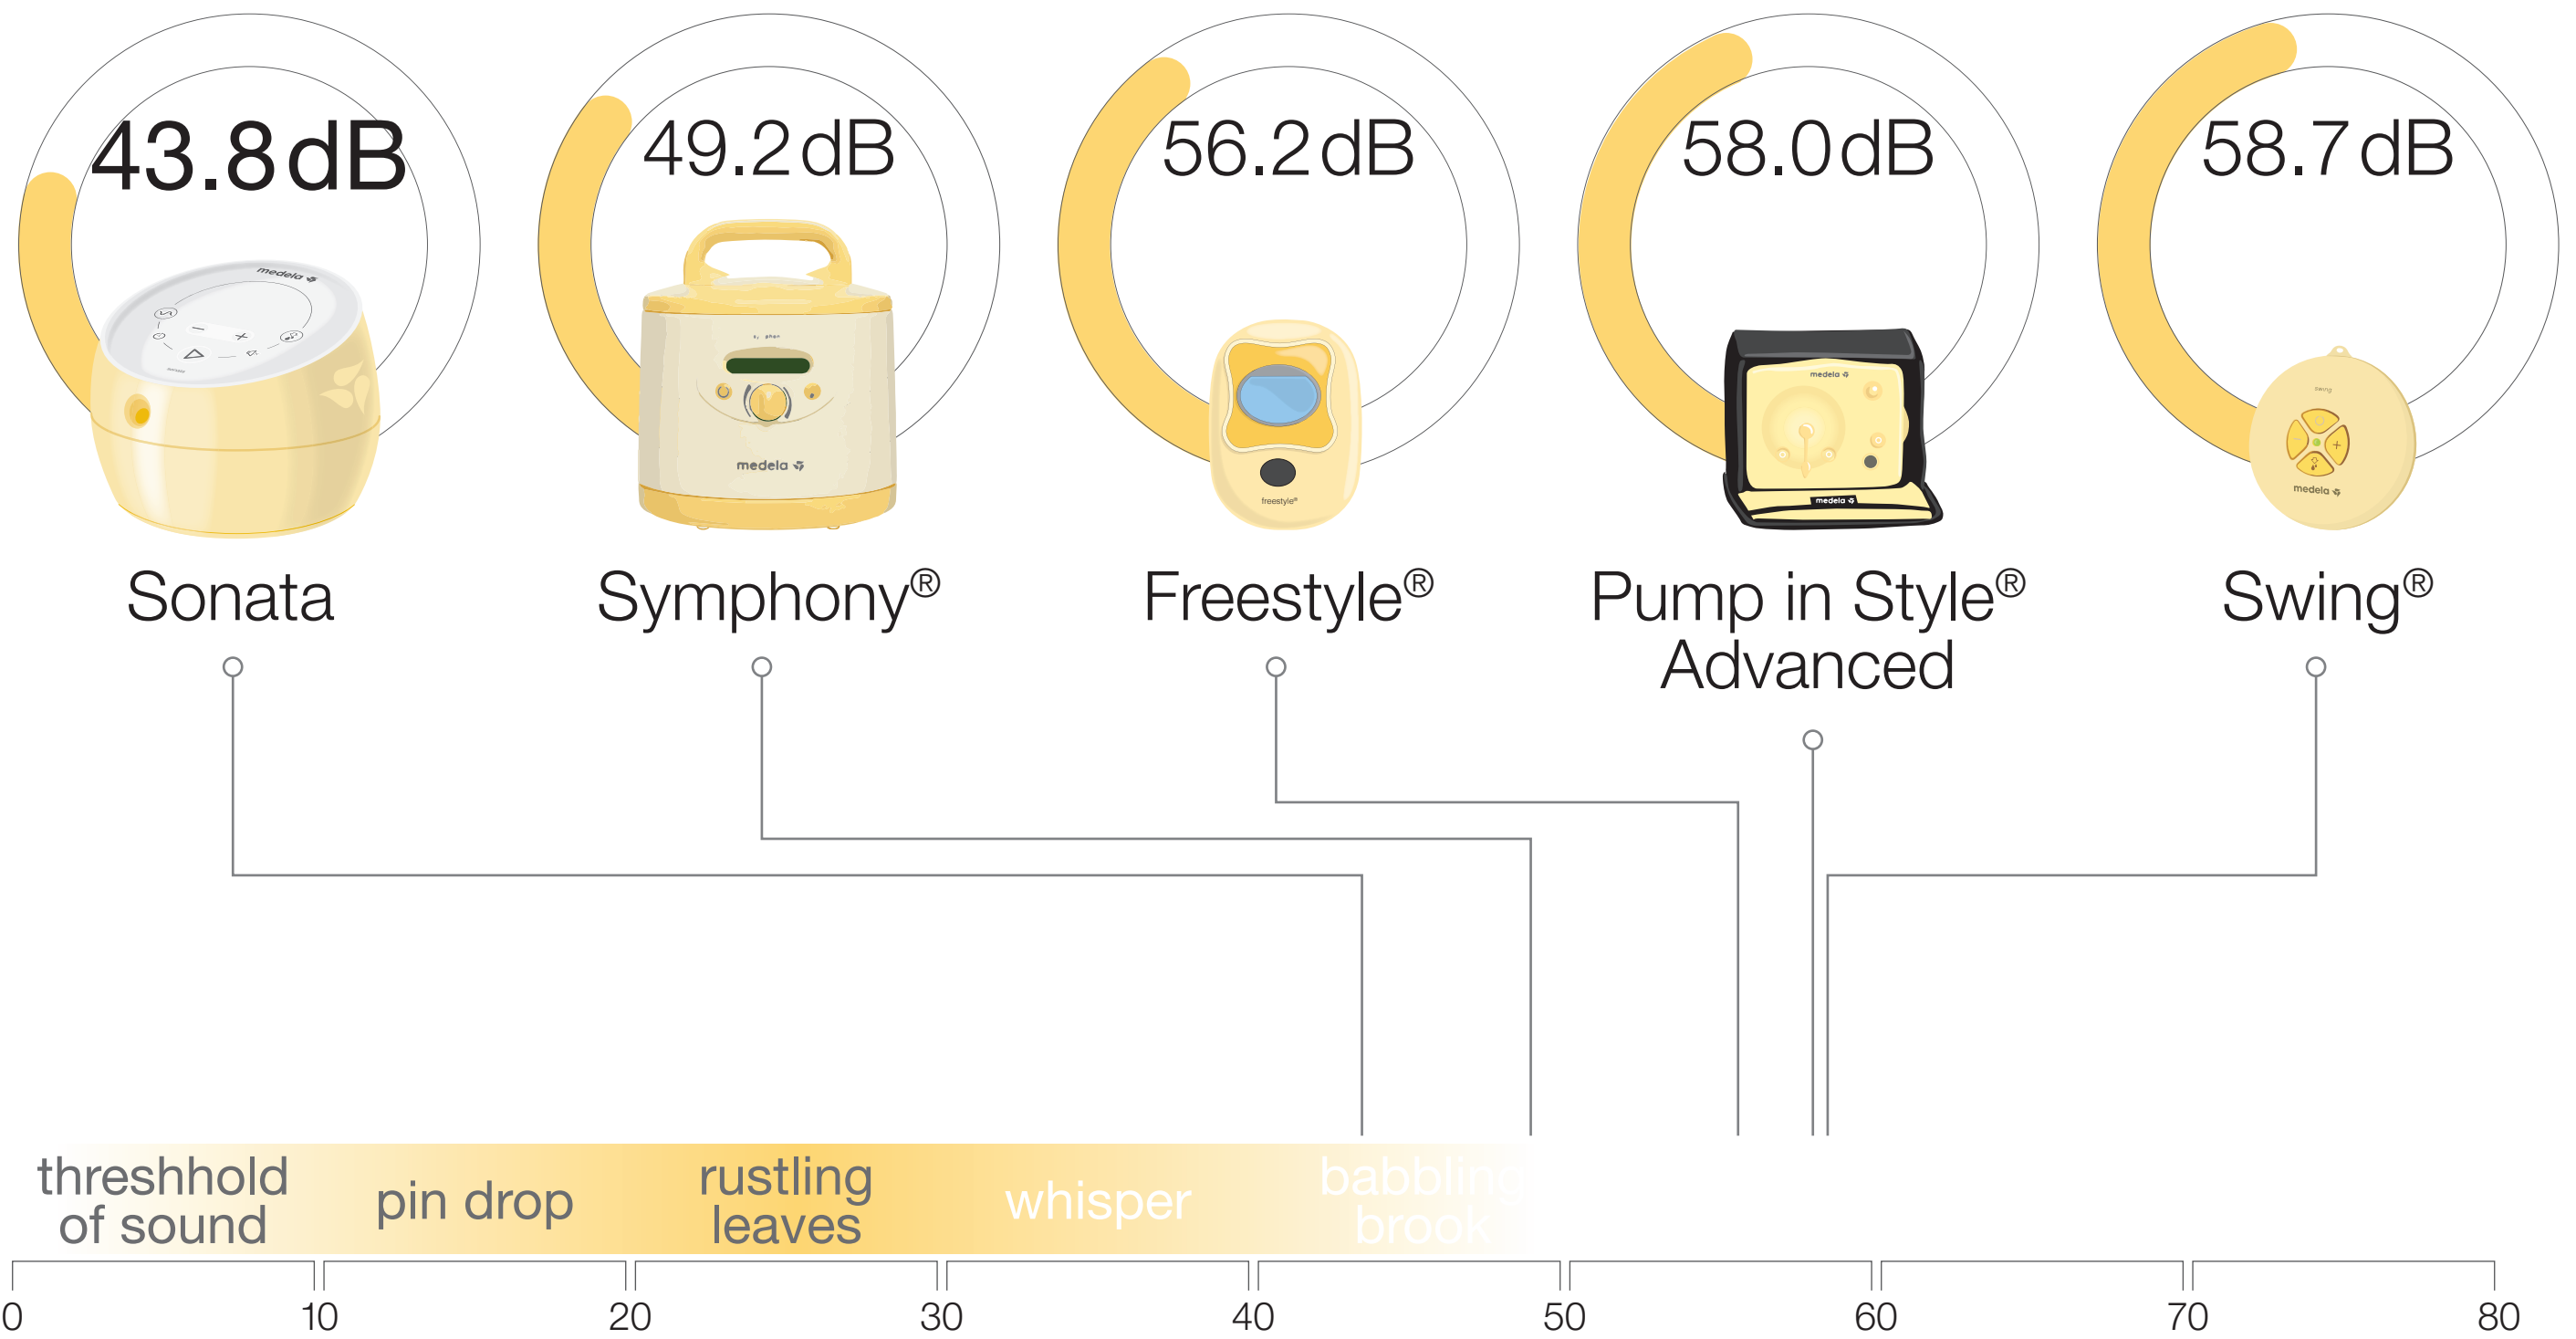 43.8 dB
49.2 dB
56.2 dB
58.0 dB
58.7 dB
medela
medela
freestyle®
medela
medela
swing
medela
Sonata
Symphony®
Freestyle®
Pump in Style®
Advanced
Swing®
threshhold
of sound
pin drop
rustling
leaves
whisper
babbling
brook
0 10 20 30 40 50 60 70 80